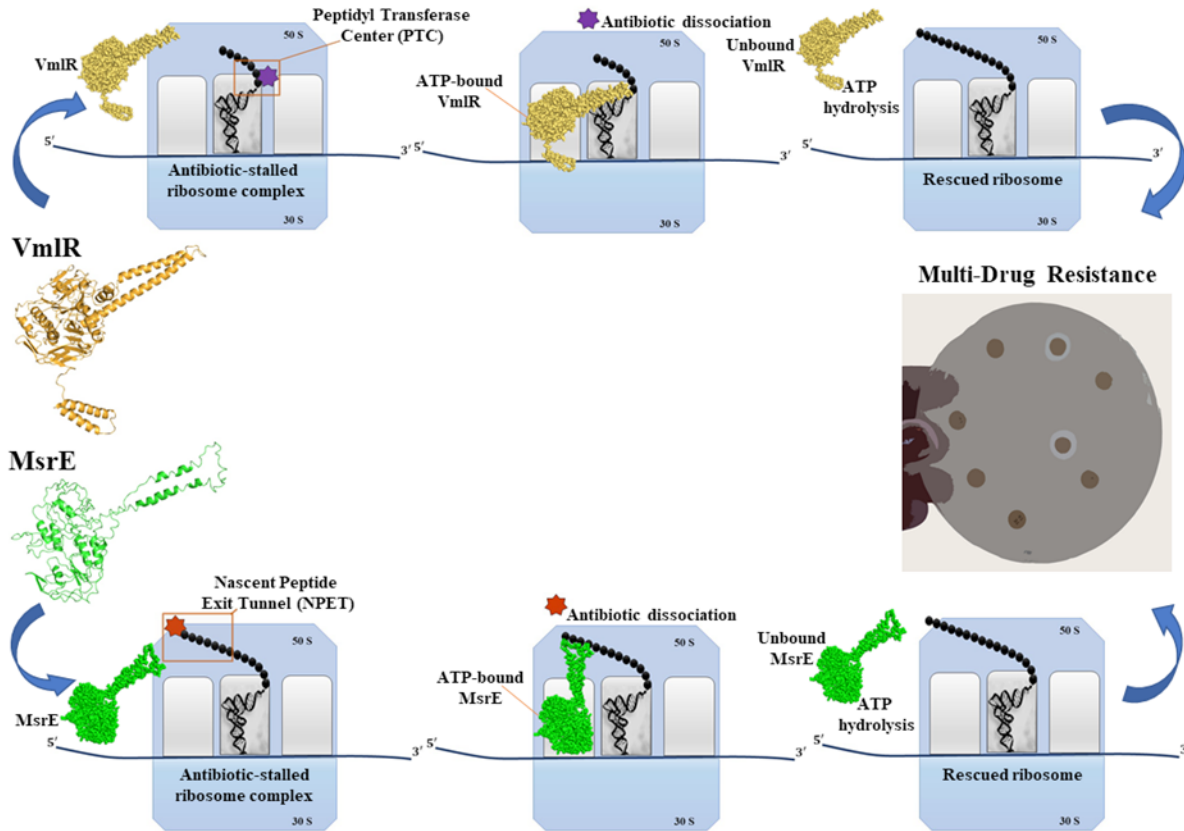 Peptidyl Transferase
Center (PTC)
50 S
VmlR
5'
3'
Antibiotic-stalled
ribosome complex
30 S
Antibiotic dissociation
50 S
ATP-bound
VmlR
5'
3'
30 S
Unbound
VmlR
50 S
ATP
hydrolysis
5'
3'
Rescued ribosome
30 S
VmlR
Multi-Drug Resistance
MsrE
Nascent Peptide
Exit Tunnel (NPET)
50 S
MsrE
5'
3'
Antibiotic-stalled
ribosome complex
30 S
Antibiotic dissociation
50 S
ATP-bound
MsrE
5'
3'
30 S
Unbound
MsrE
50 S
ATP
hydrolysis
5'
3'
Rescued ribosome
30 S